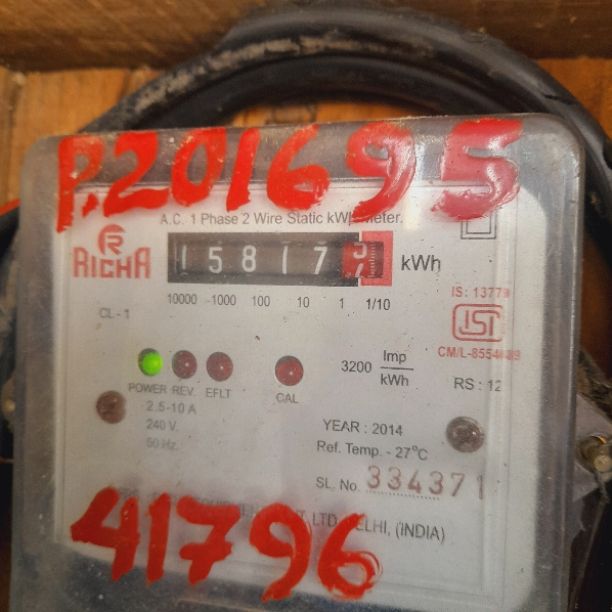 P.201695
A.C. 1 Phase 2 Wire Static kWh meter.
RICHA
15817
kWh
10000 -1000 100 10 1 1/10
IS: 13779
CL-1
ISI
3200 Imp
kWh
RS: 12
POWER REV. EFLT
CAL
2.5-10 A
240 V.
50 Hz.
YEAR : 2014
Ref. Temp. - 27°C
SL. No. 334371
LTD. DELHI, (INDIA)
41796